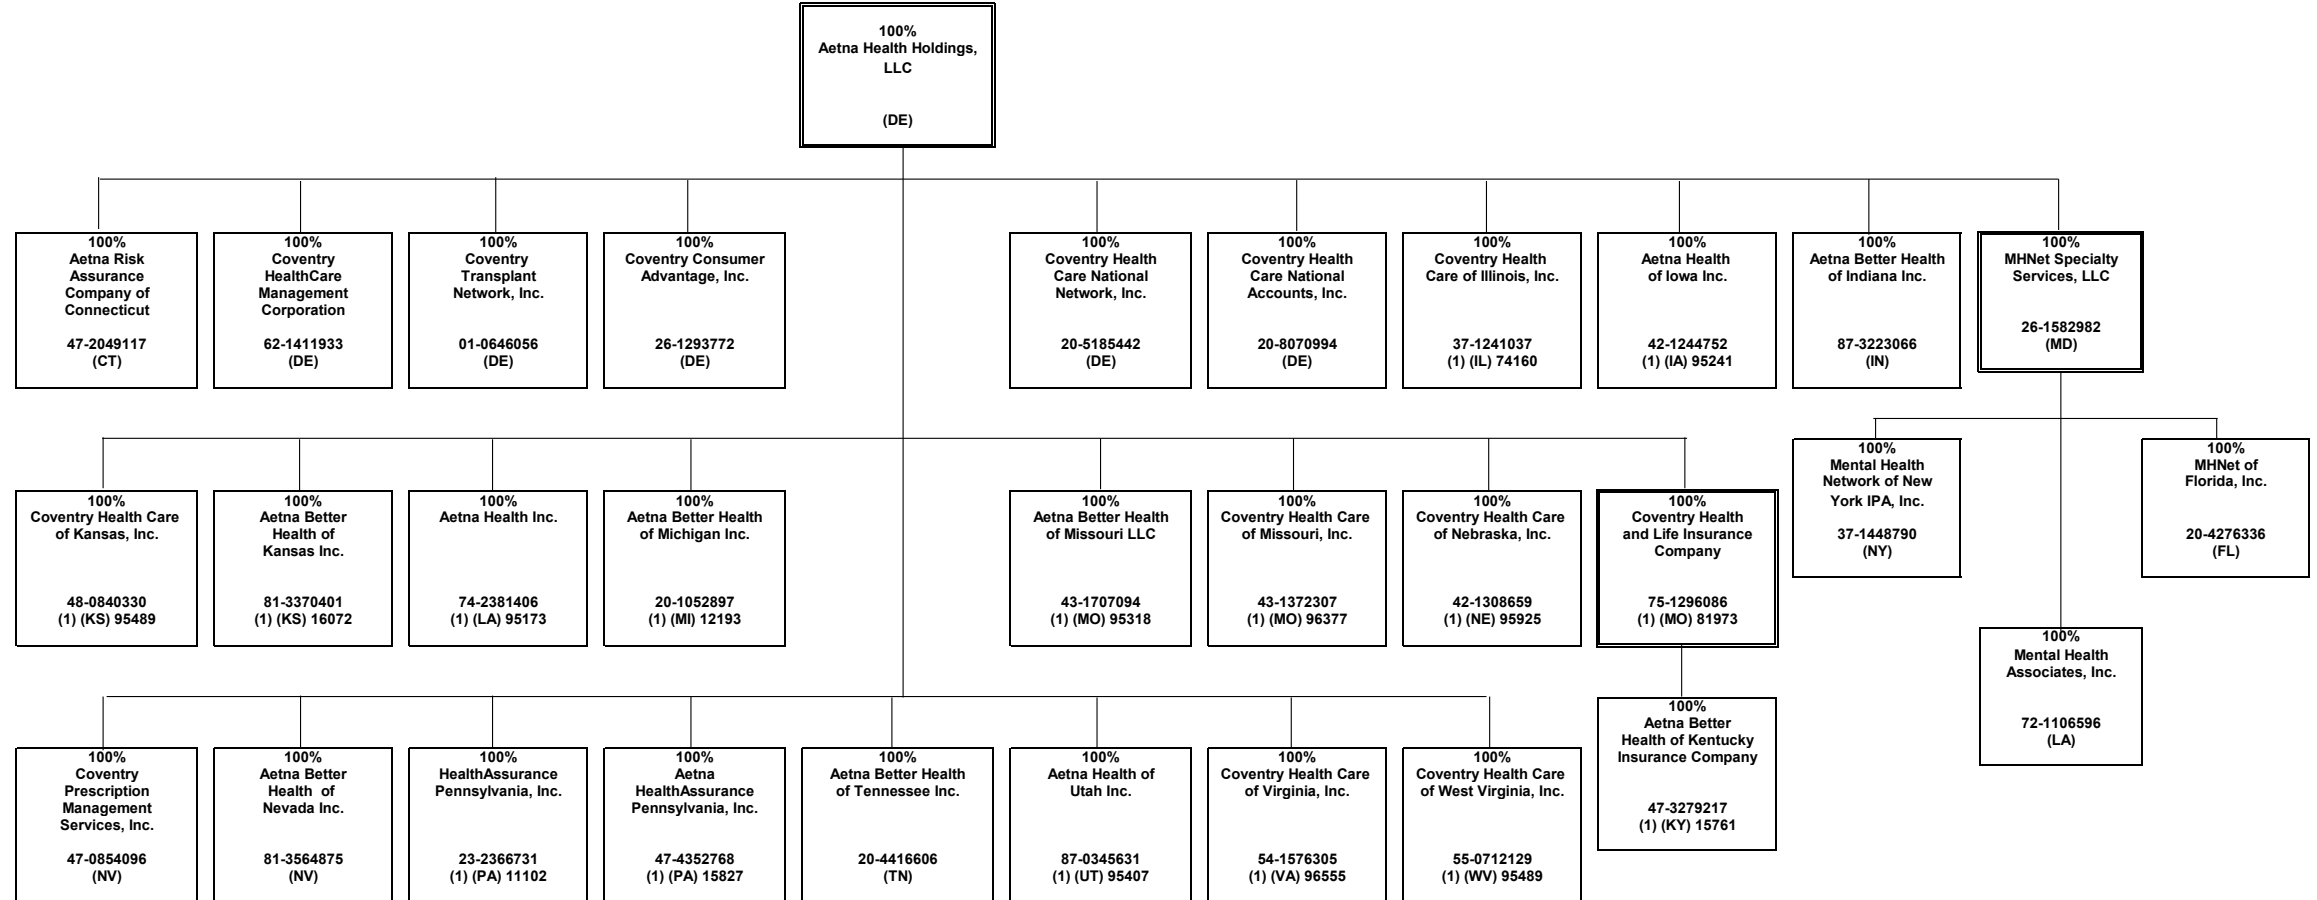 100%
Aetna Health Holdings,
LLC
(DE)
100%
Aetna Risk
Assurance
Company of
Connecticut
47-2049117
(CT)
100%
Coventry
HealthCare
Management
Corporation
62-1411933
(DE)
100%
Coventry
Transplant
Network, Inc.
01-0646056
(DE)
100%
Coventry Consumer
Advantage, Inc.
26-1293772
(DE)
100%
Coventry Health
Care National
Network, Inc.
20-5185442
(DE)
100%
Coventry Health
Care National
Accounts, Inc.
20-8070994
(DE)
100%
Coventry Health
Care of Illinois, Inc.
37-1241037
(1) (IL) 74160
100%
Aetna Health
of Iowa Inc.
42-1244752
(1) (IA) 95241
100%
Aetna Better Health
of Indiana Inc.
87-3223066
(IN)
100%
MHNet Specialty
Services, LLC
26-1582982
(MD)
100%
Coventry Health Care
of Kansas, Inc.
48-0840330
(1) (KS) 95489
100%
Aetna Better
Health of
Kansas Inc.
81-3370401
(1) (KS) 16072
100%
Aetna Health Inc.
74-2381406
(1) (LA) 95173
100%
Aetna Better Health
of Michigan Inc.
20-1052897
(1) (MI) 12193
100%
Aetna Better Health
of Missouri LLC
43-1707094
(1) (MO) 95318
100%
Coventry Health Care
of Missouri, Inc.
43-1372307
(1) (MO) 96377
100%
Coventry Health Care
of Nebraska, Inc.
42-1308659
(1) (NE) 95925
100%
Coventry Health
and Life Insurance
Company
75-1296086
(1) (MO) 81973
100%
Mental Health
Network of New
York IPA, Inc.
37-1448790
(NY)
100%
MHNet of
Florida, Inc.
20-4276336
(FL)
100%
Mental Health
Associates, Inc.
72-1106596
(LA)
100%
Coventry
Prescription
Management
Services, Inc.
47-0854096
(NV)
100%
Aetna Better
Health  of
Nevada Inc.
81-3564875
(NV)
100%
HealthAssurance
Pennsylvania, Inc.
23-2366731
(1) (PA) 11102
100%
Aetna
HealthAssurance
Pennsylvania, Inc.
47-4352768
(1) (PA) 15827
100%
Aetna Better Health
of Tennessee Inc.
20-4416606
(TN)
100%
Aetna Health of
Utah Inc.
87-0345631
(1) (UT) 95407
100%
Coventry Health Care
of Virginia, Inc.
54-1576305
(1) (VA) 96555
100%
Coventry Health Care
of West Virginia, Inc.
55-0712129
(1) (WV) 95489
100%
Aetna Better
Health of Kentucky
Insurance Company
47-3279217
(1) (KY) 15761